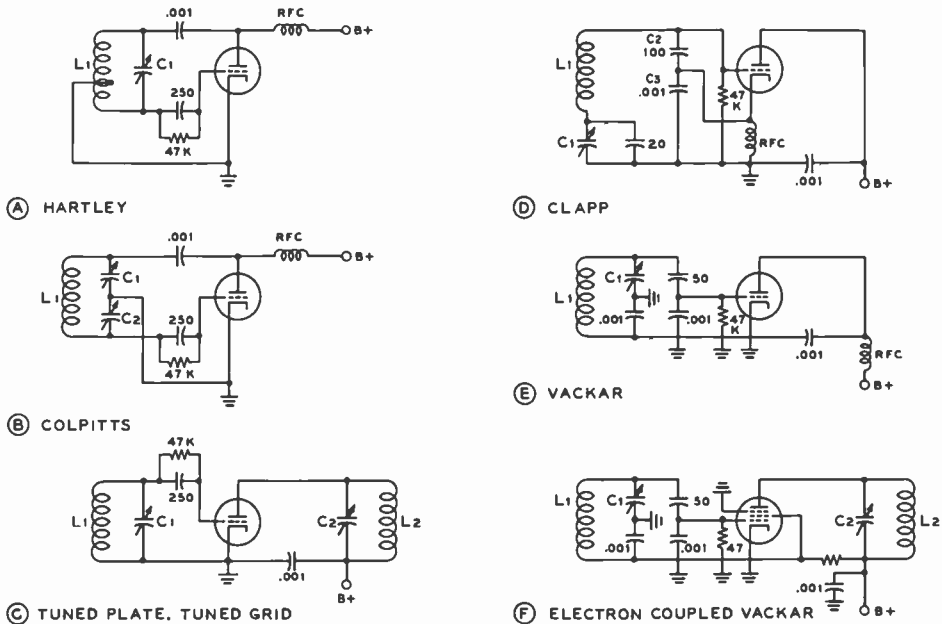 .001
RFC
B+
L1
C1
250
47K
A HARTLEY
.001
RFC
B+
L1
C1
C2
250
47K
B COLPITTS
47K
250
L1
C1
C2
L2
.001
B+
C TUNED PLATE, TUNED GRID
C2
100
L1
C3
.001
47
K
C1
20
RFC
.001
B+
D CLAPP
C1
50
L1
.001
.001
47
K
.001
RFC
B+
E VACKAR
L1
C1
50
C2
L2
.001
.001
47
.001
B+
F ELECTRON COUPLED VACKAR